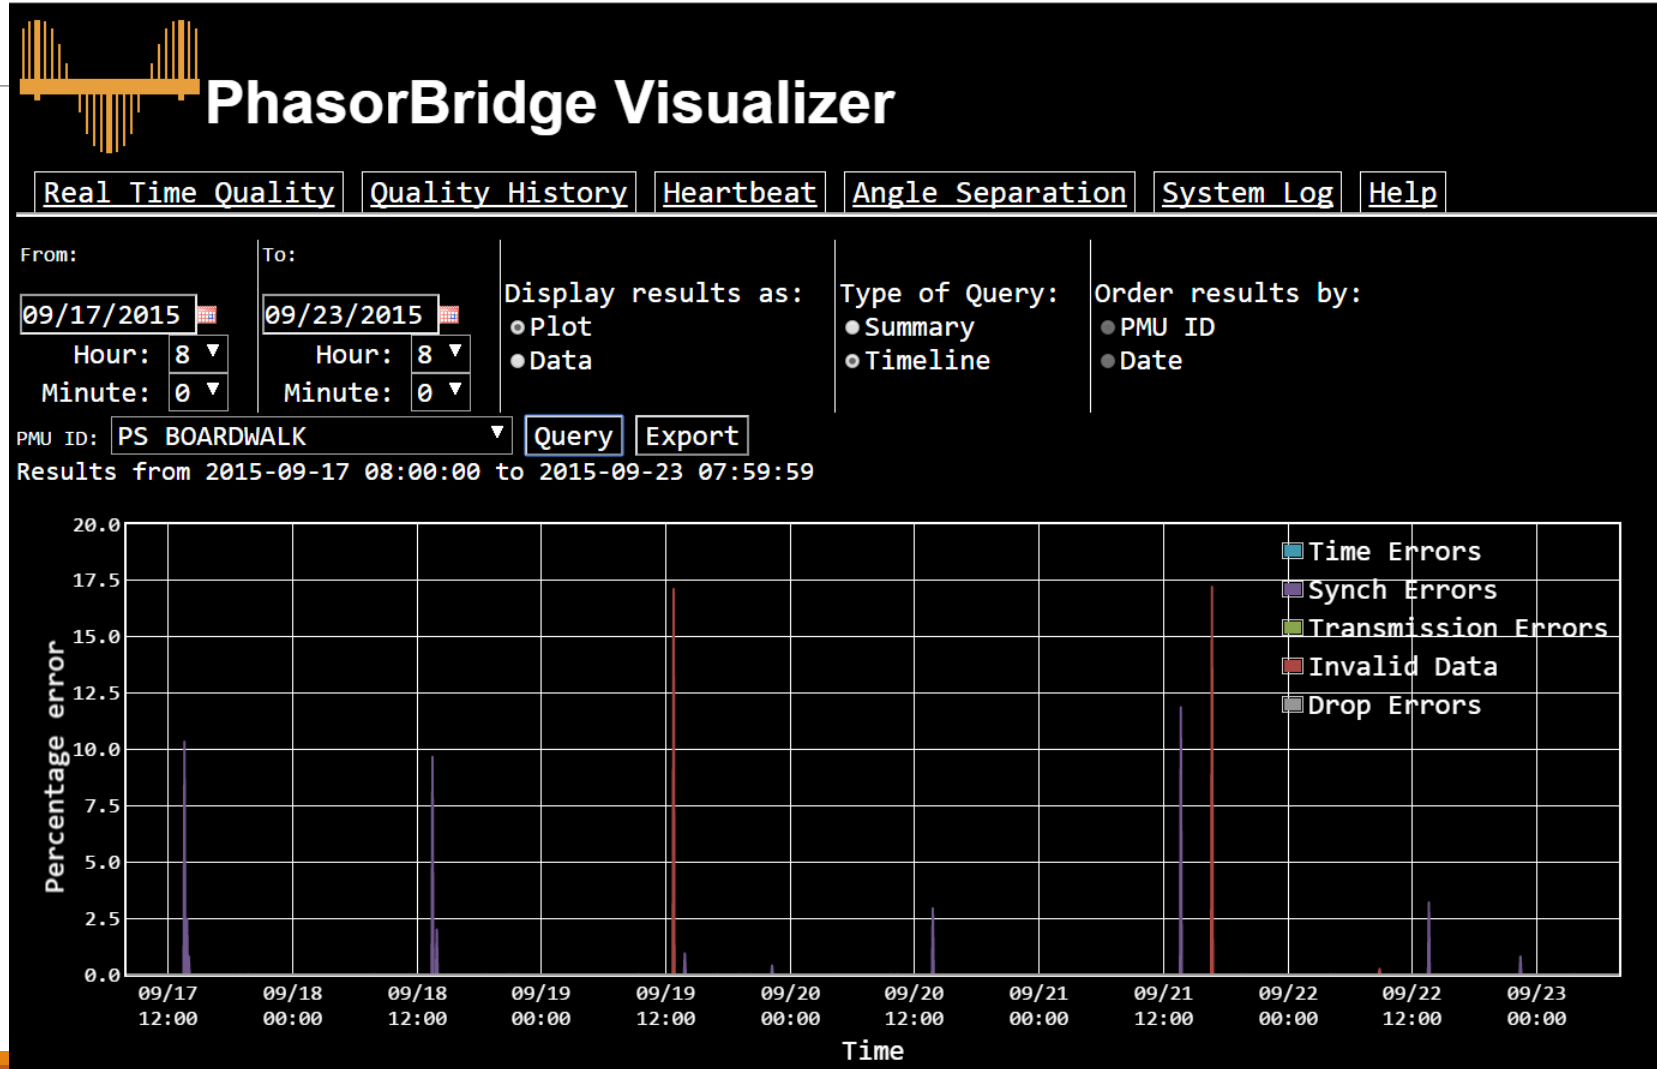 PhasorBridge Visualizer
Real Time Quality Quality History Heartbeat Angle Separation System Log Help
From:
09/17/2015
Hour: 8
Minute: 0
To:
09/23/2015
Hour: 8
Minute: 0
Display results as:
Plot
Data
Type of Query:
Summary
Timeline
Order results by:
PMU ID
Date
PMU ID: PS BOARDWALK Query Export
Results from 2015-09-17 08:00:00 to 2015-09-23 07:59:59
Percentage error
20.0
17.5
15.0
12.5
10.0
7.5
5.0
2.5
0.0
Time Errors
Synch Errors
Transmission Errors
Invalid Data
Drop Errors
09/17 09/18 09/18 09/19 09/19 09/20 09/20 09/21 09/21 09/22 09/22 09/23
12:00 00:00 12:00 00:00 12:00 00:00 12:00 00:00 12:00 00:00 12:00 00:00
Time